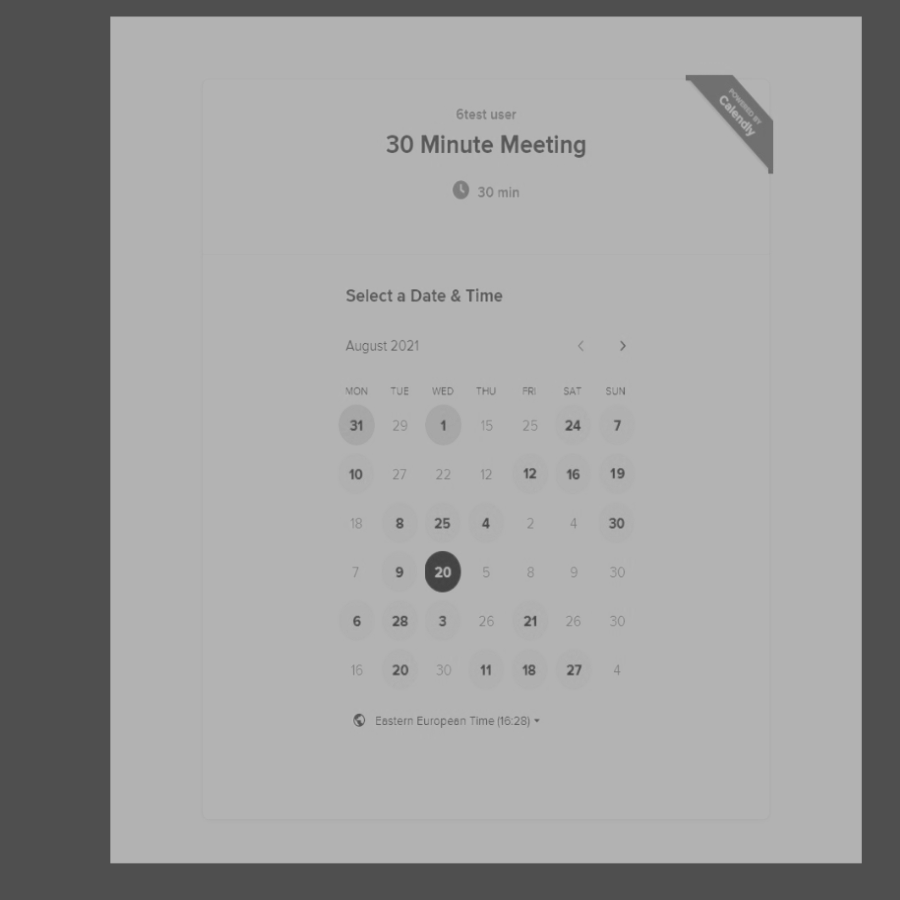 POWERED BY
Calendly
6test user
30 Minute Meeting
30 min
Select a Date & Time
August 2021
MON TUE WED THU FRI SAT SUN
31 29 1 15 25 24 7
10 27 22 12 12 16 19
18 8 25 4 2 4 30
7 9 20 5 8 9 30
6 28 3 26 21 26 30
16 20 30 11 18 27 4
Eastern European Time (16:28)